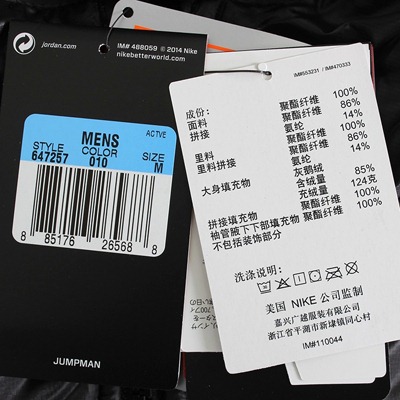 jordan.com
IM# 488059 © 2014 Nike
nikebetterworld.com
ACTVE
MENS
STYLE COLOR SIZE
647257 010 M
8 85176 26568 8
JUMPMAN
IM#553231 / IM#470333
成份:
面料 100%
聚酯纤维
拼接 86%
聚酯纤维
14%
氨纶
里料 100%
聚酯纤维
里料拼接 86%
聚酯纤维
14%
氨纶
大身填充物 85%
灰鹅绒
含绒量 124克
充绒量
拼接填充物 100%
聚酯纤维
袖管腋下下部填充物 100%
聚酯纤维
不包括装饰部分
洗涤说明:
美国 NIKE 公司监制
嘉兴广越服装有限公司
浙江省平湖市新埭镇同心村
IM#110044